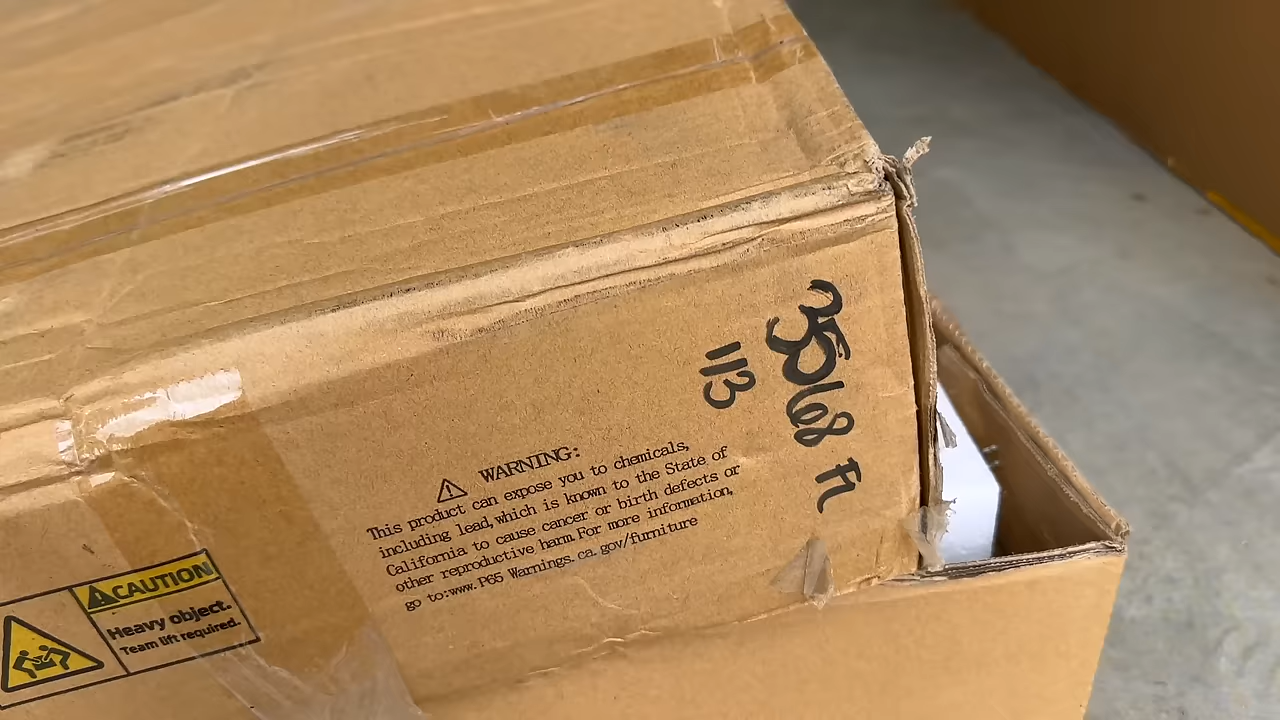 35168 FL
113
WARNING:
This product can expose you to chemicals,
including lead, which is known to the State of
California to cause cancer or birth defects or
other reproductive harm. For more information,
go to:www.P65 Warnings.ca.gov/furniture
CAUTION
Heavy object.
Team lift required.